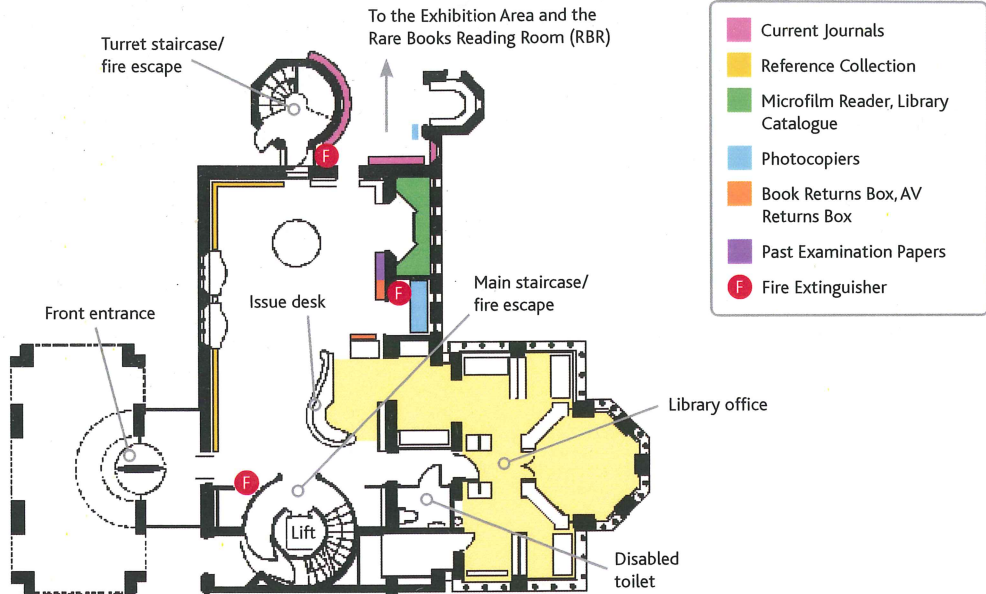 To the Exhibition Area and the
Rare Books Reading Room (RBR)
Turret staircase/
fire escape
F
Current Journals
Reference Collection
Microfilm Reader, Library
Catalogue
Photocopiers
Book Returns Box, AV
Returns Box
Past Examination Papers
F Fire Extinguisher
F
Main staircase/
fire escape
Issue desk
Front entrance
Library office
F
Lift
Disabled
toilet